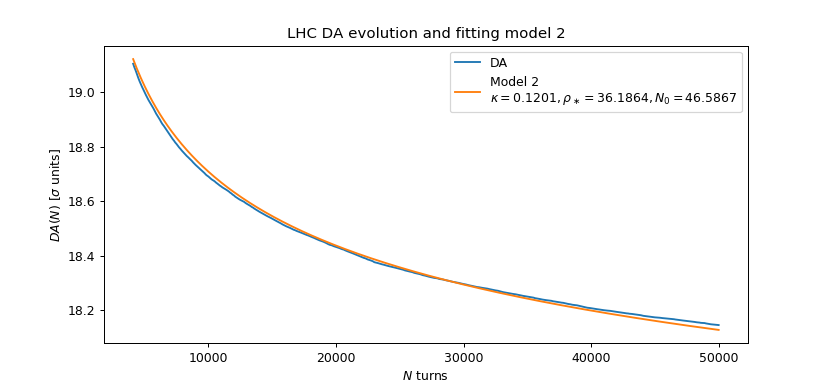 LHC DA evolution and fitting model 2
DA
Model 2
κ = 0.1201, ρ* = 36.1864, N₀ = 46.5867
DA(N) [σ units]
19.0
18.8
18.6
18.4
18.2
10000
20000
30000
40000
50000
N turns